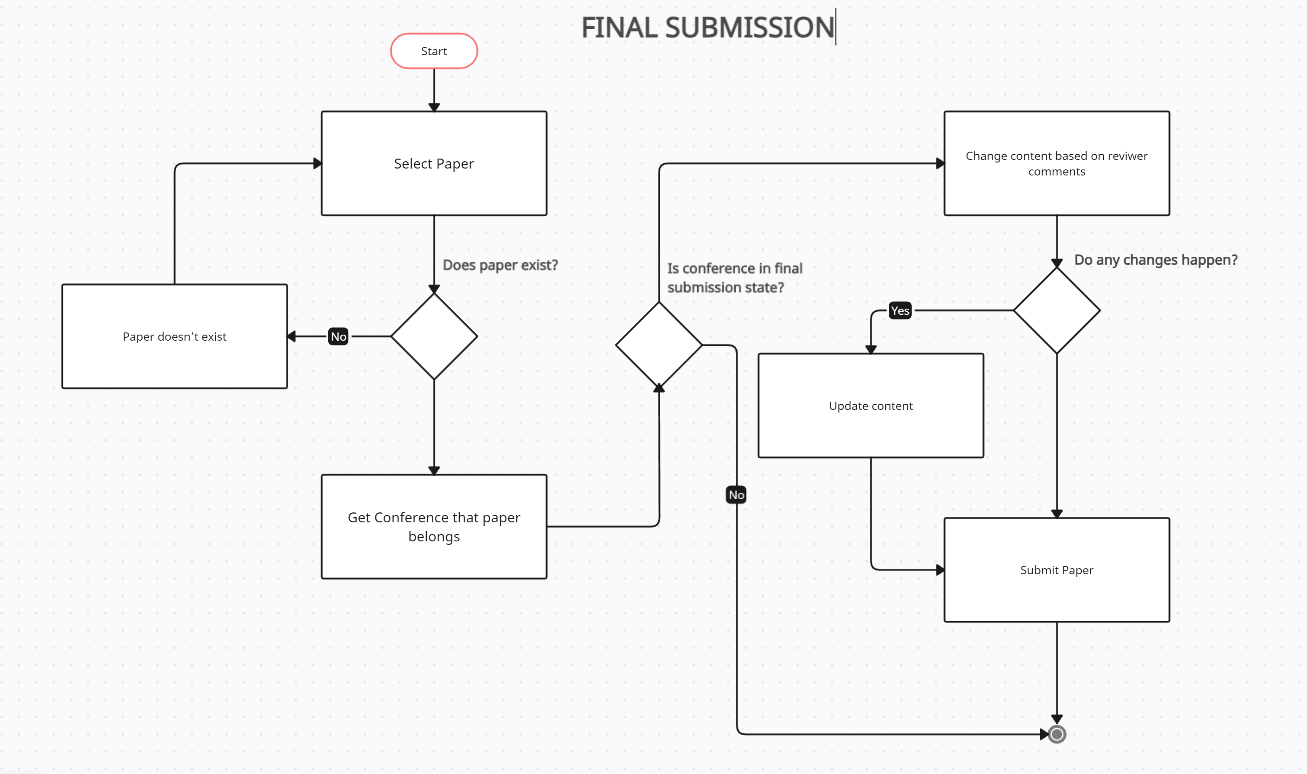 FINAL SUBMISSION
Start
Select Paper
Does paper exist?
No
Paper doesn't exist
Get Conference that paper
belongs
Is conference in final
submission state?
No
Change content based on reviwer
comments
Do any changes happen?
Yes
Update content
Submit Paper